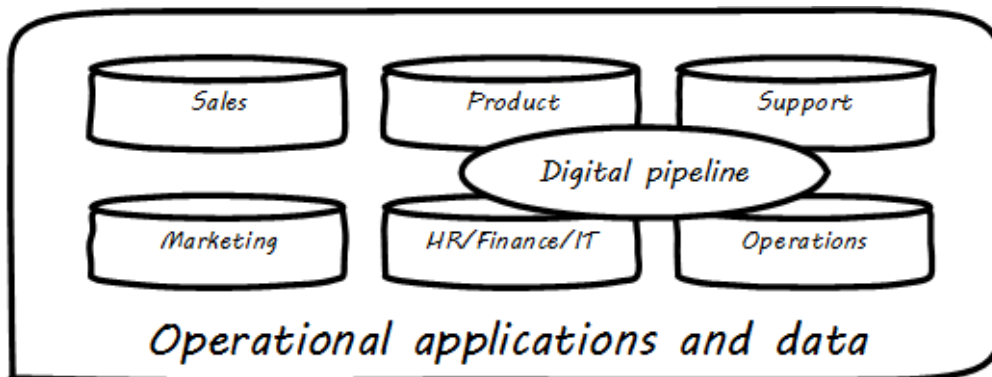 Sales
Product
Support
Digital pipeline
Marketing
HR/Finance/IT
Operations
Operational applications and data